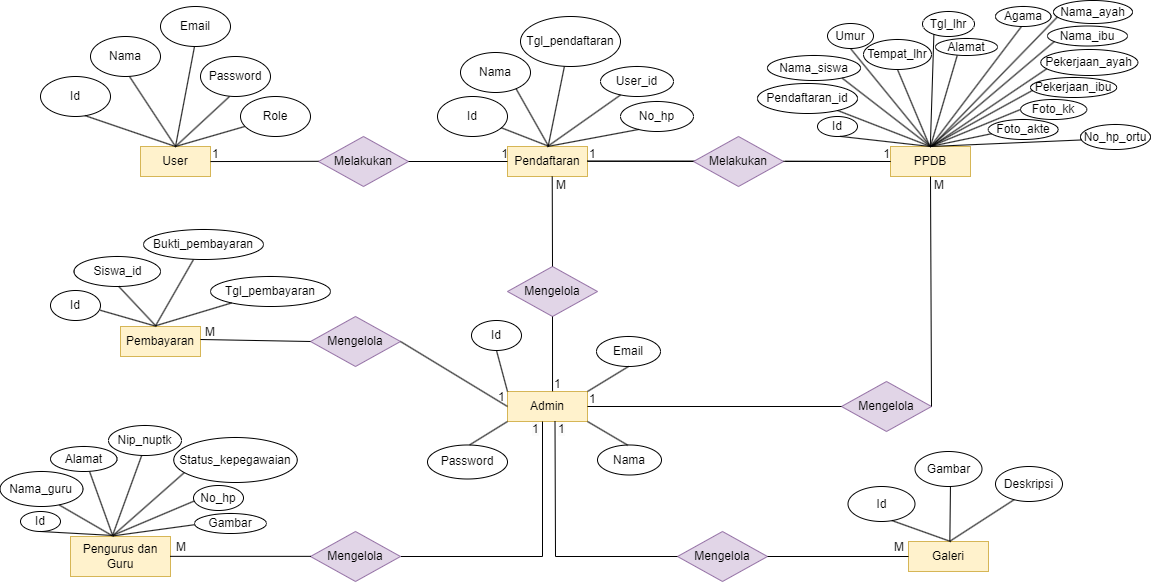 Email
Nama
Id
Password
Role
User
1
Melakukan
1
Tgl_pendaftaran
Nama
User_id
Id
No_hp
Pendaftaran
1
M
Melakukan
1
Umur
Tgl_lhr
Agama
Nama_ayah
Nama_ibu
Tempat_lhr
Alamat
Pekerjaan_ayah
Nama_siswa
Pekerjaan_ibu
Pendaftaran_id
Foto_kk
Id
Foto_akte
No_hp_ortu
PPDB
M
Bukti_pembayaran
Siswa_id
Tgl_pembayaran
Id
Pembayaran
M
Mengelola
Mengelola
Id
Email
1
1
Admin
1
1
1
Password
Nama
Mengelola
Nip_nuptk
Alamat
Status_kepegawaian
Nama_guru
No_hp
Id
Gambar
Pengurus dan
Guru
M
Mengelola
Gambar
Deskripsi
Id
Mengelola
M
Galeri